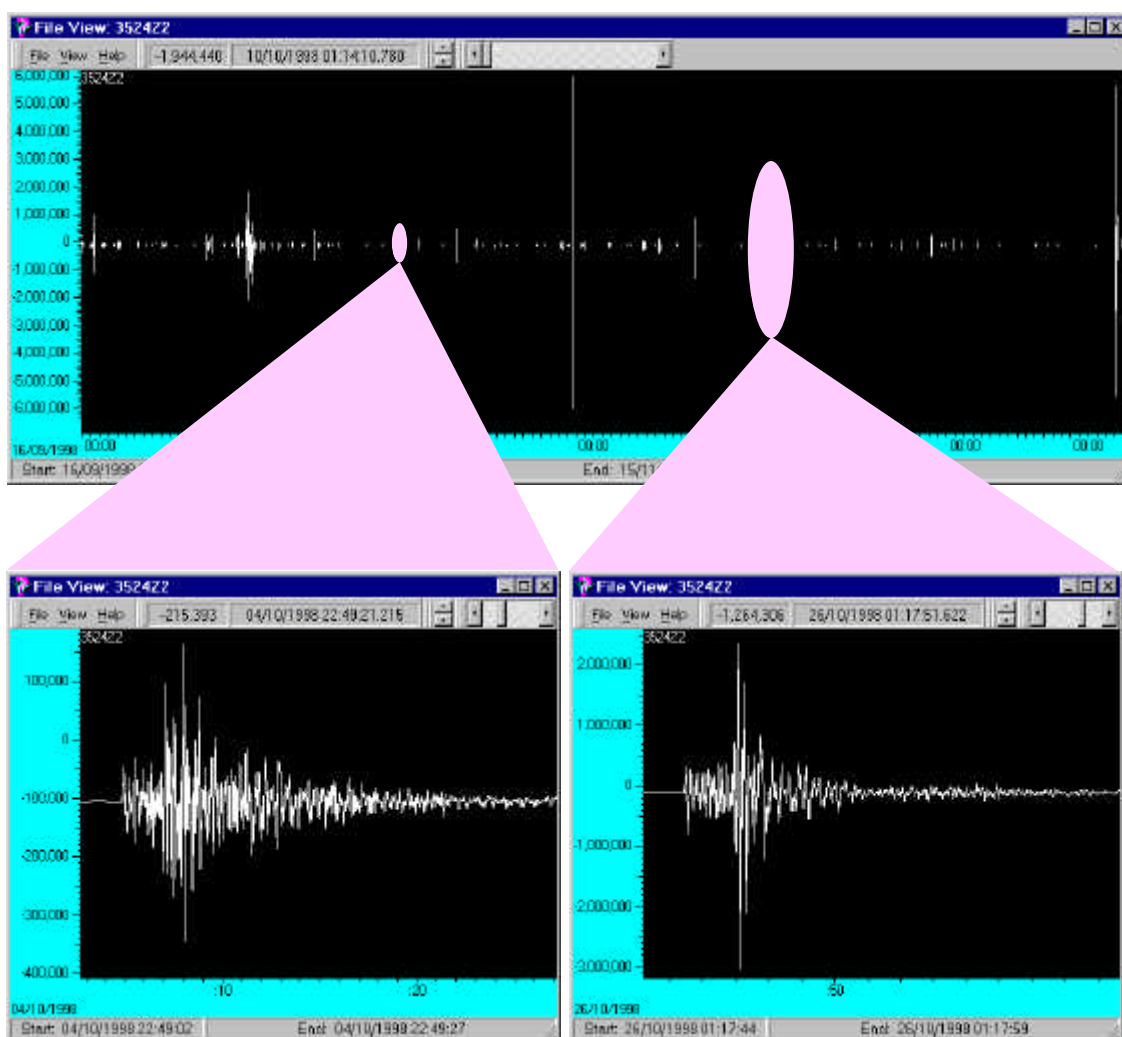 File View: 3524Z2
File View Help -1,944,440 10/10/1998 01:14:10.780
3524Z2
6,000,000
5,000,000
4,000,000
3,000,000
2,000,000
1,000,000
0
-1,000,000
-2,000,000
-3,000,000
-4,000,000
-5,000,000
-6,000,000
16/09/1998 00:00 00:00 00:00 00:00
Start: 16/09/1998 End: 15/11
File View: 3524Z2
File View Help -215,393 04/10/1998 22:49:21.215
3524Z2
100,000
0
-100,000
-200,000
-300,000
-400,000
:10 :20
04/10/1998
Start: 04/10/1998 22:49:02 End: 04/10/1998 22:49:27
File View: 3524Z2
File View Help -1,264,306 26/10/1998 01:17:51.622
3524Z2
2,000,000
1,000,000
0
-1,000,000
-2,000,000
-3,000,000
:50
26/10/1998
Start: 26/10/1998 01:17:44 End: 26/10/1998 01:17:59